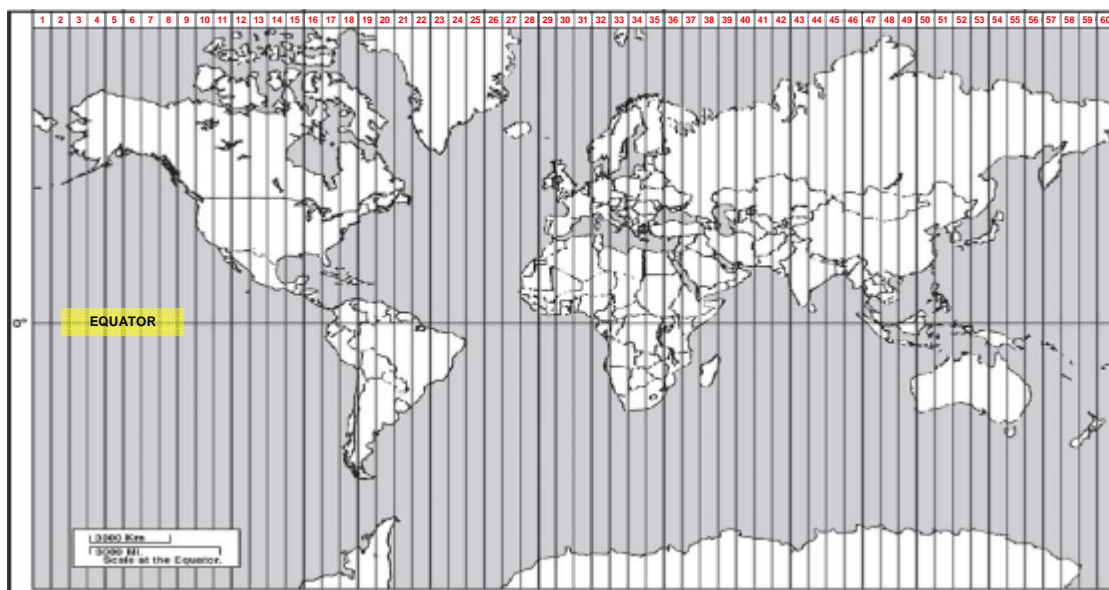 1 2 3 4 5 6 7 8 9 10 11 12 13 14 15 16 17 18 19 20 21 22 23 24 25 26 27 28 29 30 31 32 33 34 35 36 37 38 39 40 41 42 43 44 45 46 47 48 49 50 51 52 53 54 55 56 57 58 59 60
0°
EQUATOR
3000 Km
3000 Mi.
Scale at the Equator.